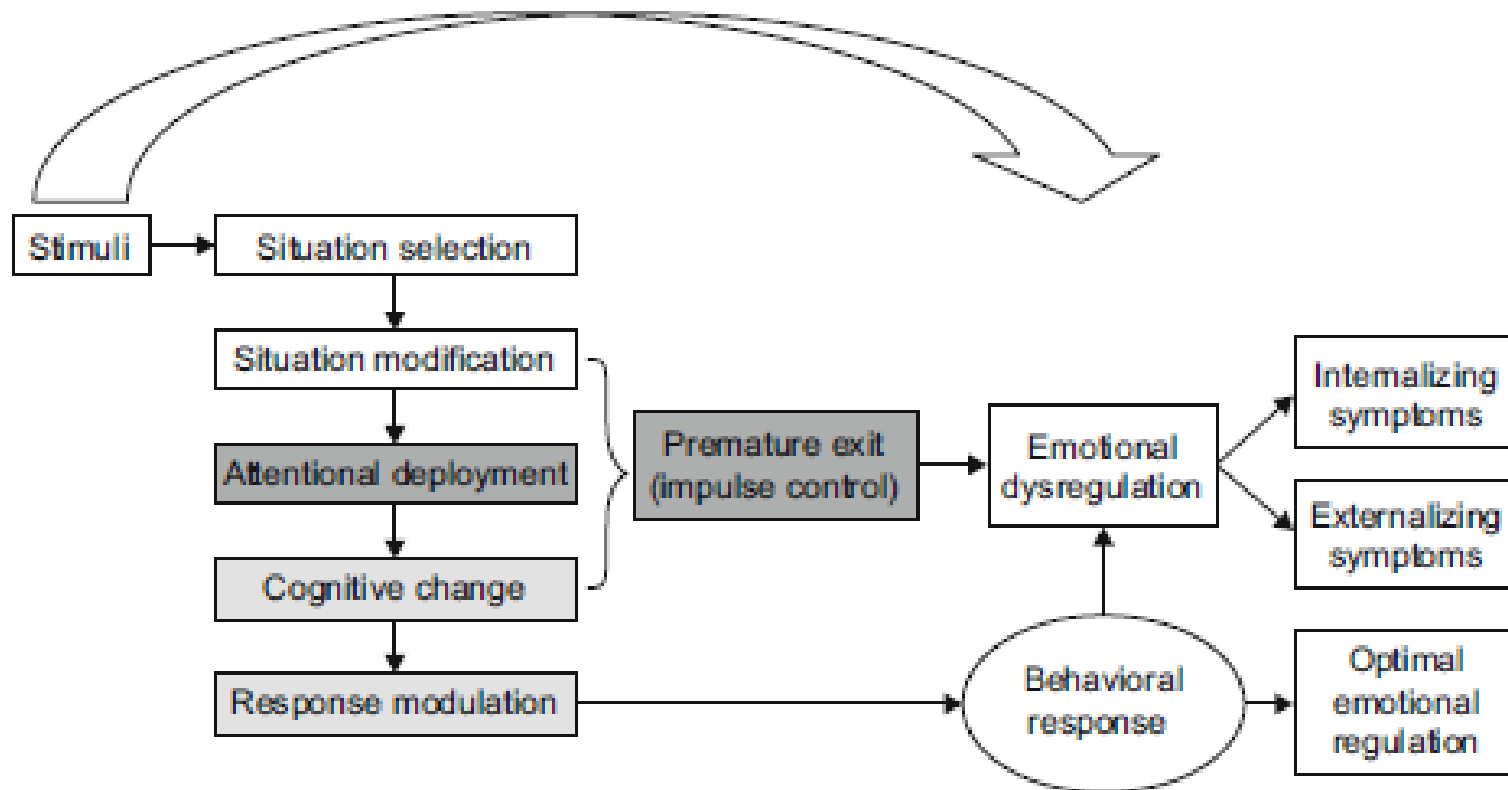 Stimuli
Situation selection
Situation modification
Attentional deployment
Cognitive change
Response modulation
Premature exit
(impulse control)
Emotional
dysregulation
Internalizing
symptoms
Externalizing
symptoms
Behavioral
response
Optimal
emotional
regulation